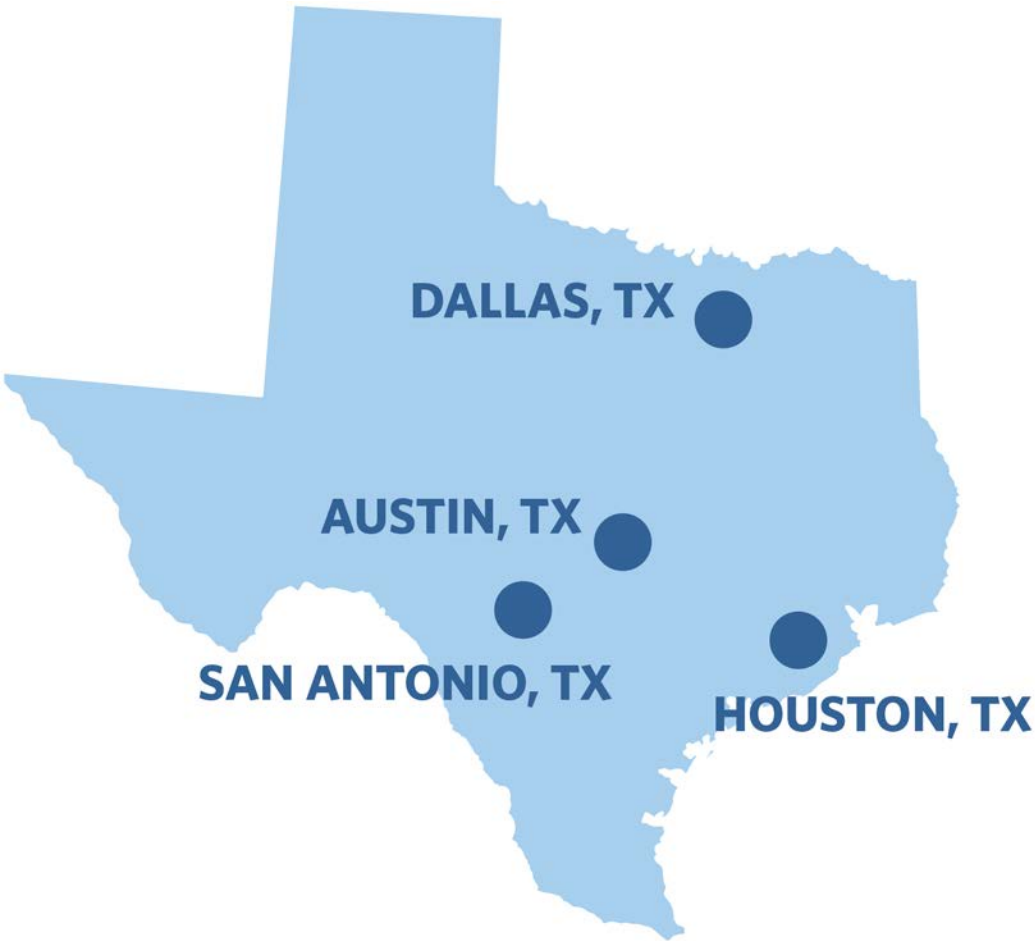 DALLAS, TX
AUSTIN, TX
SAN ANTONIO, TX
HOUSTON, TX